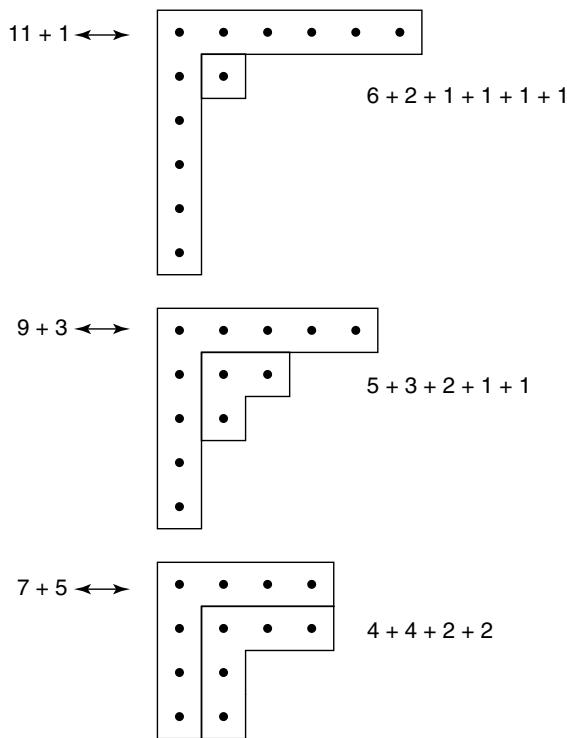 11 + 1
6 + 2 + 1 + 1 + 1 + 1
9 + 3
5 + 3 + 2 + 1 + 1
7 + 5
4 + 4 + 2 + 2